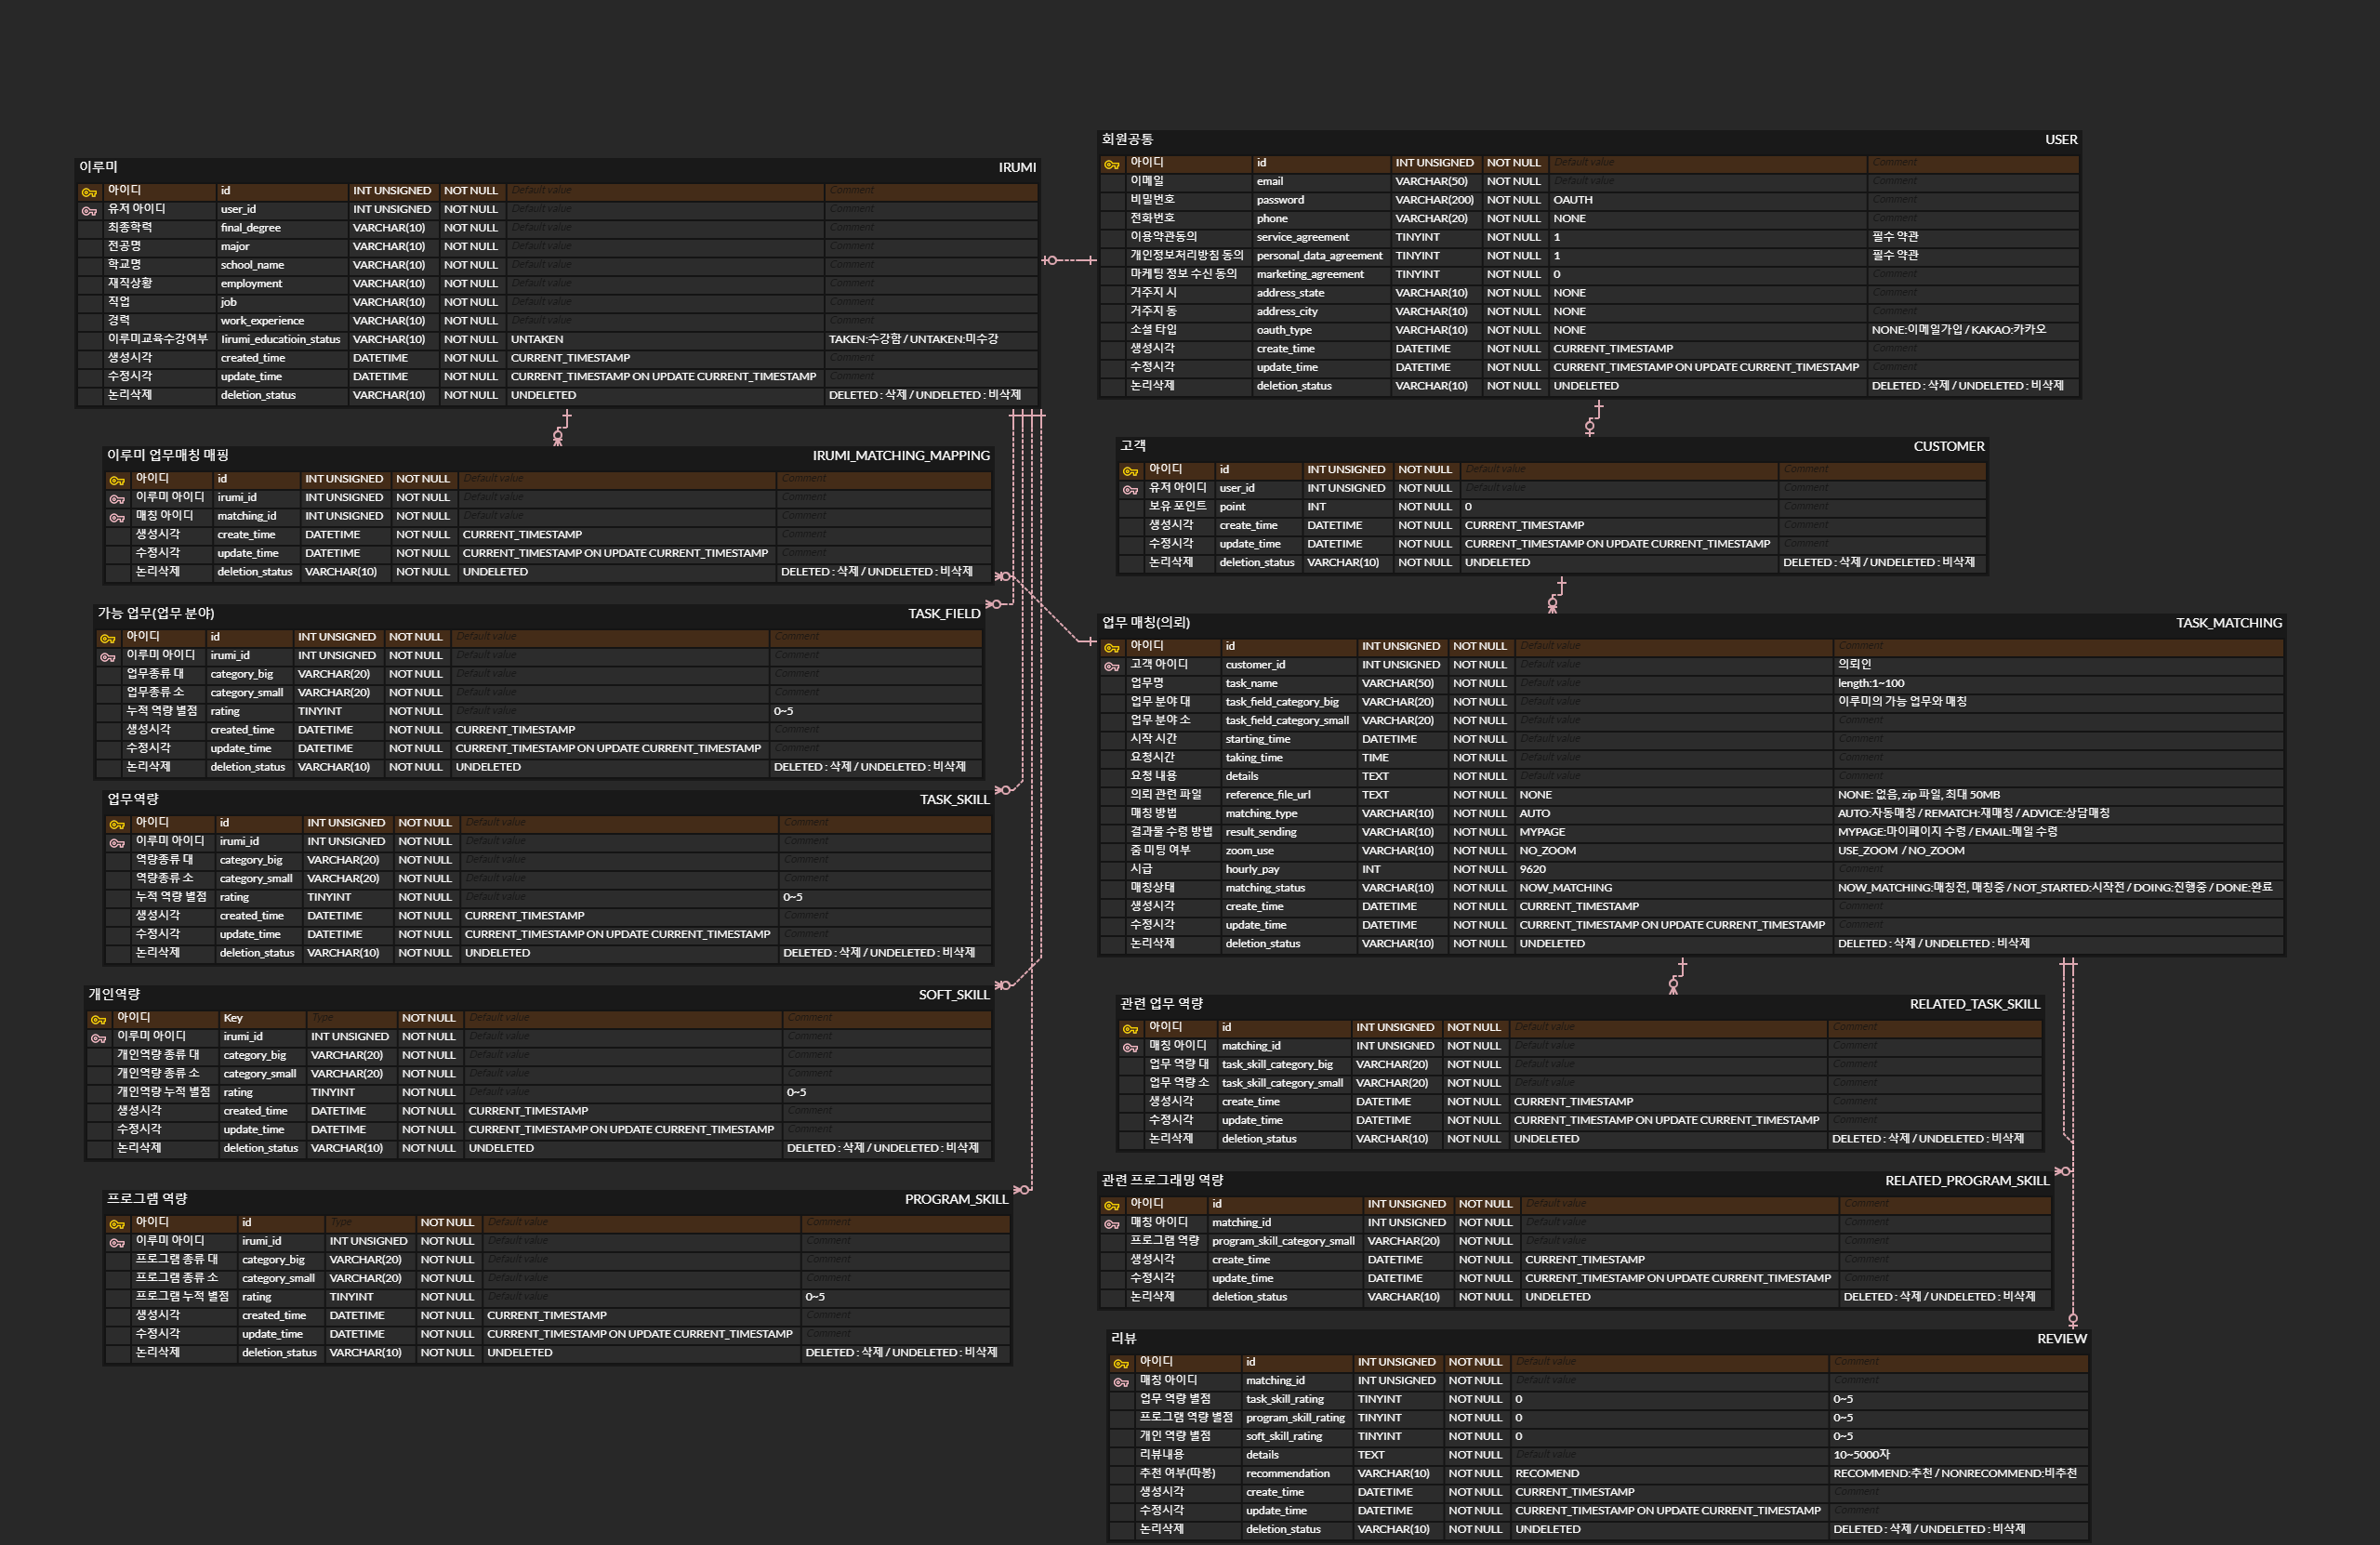 이루미 IRUMI
아이디 id INT UNSIGNED NOT NULL Default value Comment
유저 아이디 user_id INT UNSIGNED NOT NULL Default value Comment
최종학력 final_degree VARCHAR(10) NOT NULL Default value Comment
전공명 major VARCHAR(10) NOT NULL Default value Comment
학교명 school_name VARCHAR(10) NOT NULL Default value Comment
재직상황 employment VARCHAR(10) NOT NULL Default value Comment
직업 job VARCHAR(10) NOT NULL Default value Comment
경력 work_experience VARCHAR(10) NOT NULL Default value Comment
이루미교육수강여부 Iirumi_educatioin_status VARCHAR(10) NOT NULL UNTAKEN TAKEN:수강함 / UNTAKEN:미수강
생성시각 created_time DATETIME NOT NULL CURRENT_TIMESTAMP Comment
수정시각 update_time DATETIME NOT NULL CURRENT_TIMESTAMP ON UPDATE CURRENT_TIMESTAMP Comment
논리삭제 deletion_status VARCHAR(10) NOT NULL UNDELETED DELETED : 삭제 / UNDELETED : 비삭제
이루미 업무매칭 매핑 IRUMI_MATCHING_MAPPING
아이디 id INT UNSIGNED NOT NULL Default value Comment
이루미 아이디 irumi_id INT UNSIGNED NOT NULL Default value Comment
매칭 아이디 matching_id INT UNSIGNED NOT NULL Default value Comment
생성시각 create_time DATETIME NOT NULL CURRENT_TIMESTAMP Comment
수정시각 update_time DATETIME NOT NULL CURRENT_TIMESTAMP ON UPDATE CURRENT_TIMESTAMP Comment
논리삭제 deletion_status VARCHAR(10) NOT NULL UNDELETED DELETED : 삭제 / UNDELETED : 비삭제
가능 업무(업무 분야) TASK_FIELD
아이디 id INT UNSIGNED NOT NULL Default value Comment
이루미 아이디 irumi_id INT UNSIGNED NOT NULL Default value Comment
업무종류 대 category_big VARCHAR(20) NOT NULL Default value Comment
업무종류 소 category_small VARCHAR(20) NOT NULL Default value Comment
누적 역량 별점 rating TINYINT NOT NULL Default value 0~5
생성시각 created_time DATETIME NOT NULL CURRENT_TIMESTAMP Comment
수정시각 update_time DATETIME NOT NULL CURRENT_TIMESTAMP ON UPDATE CURRENT_TIMESTAMP Comment
논리삭제 deletion_status VARCHAR(10) NOT NULL UNDELETED DELETED : 삭제 / UNDELETED : 비삭제
업무역량 TASK_SKILL
아이디 id INT UNSIGNED NOT NULL Default value Comment
이루미 아이디 irumi_id INT UNSIGNED NOT NULL Default value Comment
역량종류 대 category_big VARCHAR(20) NOT NULL Default value Comment
역량종류 소 category_small VARCHAR(20) NOT NULL Default value Comment
누적 역량 별점 rating TINYINT NOT NULL Default value 0~5
생성시각 created_time DATETIME NOT NULL CURRENT_TIMESTAMP Comment
수정시각 update_time DATETIME NOT NULL CURRENT_TIMESTAMP ON UPDATE CURRENT_TIMESTAMP Comment
논리삭제 deletion_status VARCHAR(10) NOT NULL UNDELETED DELETED : 삭제 / UNDELETED : 비삭제
개인역량 SOFT_SKILL
아이디 Key Type NOT NULL Default value Comment
이루미 아이디 irumi_id INT UNSIGNED NOT NULL Default value Comment
개인역량 종류 대 category_big VARCHAR(20) NOT NULL Default value Comment
개인역량 종류 소 category_small VARCHAR(20) NOT NULL Default value Comment
개인역량 누적 별점 rating TINYINT NOT NULL Default value 0~5
생성시각 created_time DATETIME NOT NULL CURRENT_TIMESTAMP Comment
수정시각 update_time DATETIME NOT NULL CURRENT_TIMESTAMP ON UPDATE CURRENT_TIMESTAMP Comment
논리삭제 deletion_status VARCHAR(10) NOT NULL UNDELETED DELETED : 삭제 / UNDELETED : 비삭제
프로그램 역량 PROGRAM_SKILL
아이디 id Type NOT NULL Default value Comment
이루미 아이디 irumi_id INT UNSIGNED NOT NULL Default value Comment
프로그램 종류 대 category_big VARCHAR(20) NOT NULL Default value Comment
프로그램 종류 소 category_small VARCHAR(20) NOT NULL Default value Comment
프로그램 누적 별점 rating TINYINT NOT NULL Default value 0~5
생성시각 created_time DATETIME NOT NULL CURRENT_TIMESTAMP Comment
수정시각 update_time DATETIME NOT NULL CURRENT_TIMESTAMP ON UPDATE CURRENT_TIMESTAMP Comment
논리삭제 deletion_status VARCHAR(10) NOT NULL UNDELETED DELETED : 삭제 / UNDELETED : 비삭제
회원공통 USER
아이디 id INT UNSIGNED NOT NULL Default value Comment
이메일 email VARCHAR(50) NOT NULL Default value Comment
비밀번호 password VARCHAR(200) NOT NULL OAUTH Comment
전화번호 phone VARCHAR(20) NOT NULL NONE Comment
이용약관동의 service_agreement TINYINT NOT NULL 1 필수 약관
개인정보처리방침 동의 personal_data_agreement TINYINT NOT NULL 1 필수 약관
마케팅 정보 수신 동의 marketing_agreement TINYINT NOT NULL 0 Comment
거주지 시 address_state VARCHAR(10) NOT NULL NONE Comment
거주지 동 address_city VARCHAR(10) NOT NULL NONE Comment
소셜 타입 oauth_type VARCHAR(10) NOT NULL NONE NONE:이메일가입 / KAKAO:카카오
생성시각 create_time DATETIME NOT NULL CURRENT_TIMESTAMP Comment
수정시각 update_time DATETIME NOT NULL CURRENT_TIMESTAMP ON UPDATE CURRENT_TIMESTAMP Comment
논리삭제 deletion_status VARCHAR(10) NOT NULL UNDELETED DELETED : 삭제 / UNDELETED : 비삭제
고객 CUSTOMER
아이디 id INT UNSIGNED NOT NULL Default value Comment
유저 아이디 user_id INT UNSIGNED NOT NULL Default value Comment
보유 포인트 point INT NOT NULL 0 Comment
생성시각 create_time DATETIME NOT NULL CURRENT_TIMESTAMP Comment
수정시각 update_time DATETIME NOT NULL CURRENT_TIMESTAMP ON UPDATE CURRENT_TIMESTAMP Comment
논리삭제 deletion_status VARCHAR(10) NOT NULL UNDELETED DELETED : 삭제 / UNDELETED : 비삭제
업무 매칭(의뢰) TASK_MATCHING
아이디 id INT UNSIGNED NOT NULL Default value Comment
고객 아이디 customer_id INT UNSIGNED NOT NULL Default value 의뢰인
업무명 task_name VARCHAR(50) NOT NULL Default value length:1~100
업무 분야 대 task_field_category_big VARCHAR(20) NOT NULL Default value 이루미의 가능 업무와 매칭
업무 분야 소 task_field_category_small VARCHAR(20) NOT NULL Default value Comment
시작 시간 starting_time DATETIME NOT NULL Default value Comment
요청시간 taking_time TIME NOT NULL Default value Comment
요청 내용 details TEXT NOT NULL Default value Comment
의뢰 관련 파일 reference_file_url TEXT NOT NULL NONE NONE: 없음, zip 파일, 최대 50MB
매칭 방법 matching_type VARCHAR(10) NOT NULL AUTO AUTO:자동매칭 / REMATCH:재매칭 / ADVICE:상담매칭
결과물 수령 방법 result_sending VARCHAR(10) NOT NULL MYPAGE MYPAGE:마이페이지 수령 / EMAIL:메일 수령
줌 미팅 여부 zoom_use VARCHAR(10) NOT NULL NO_ZOOM USE_ZOOM / NO_ZOOM
시급 hourly_pay INT NOT NULL 9620 Comment
매칭상태 matching_status VARCHAR(10) NOT NULL NOW_MATCHING NOW_MATCHING:매칭전, 매칭중 / NOT_STARTED:시작전 / DOING:진행중 / DONE:완료
생성시각 create_time DATETIME NOT NULL CURRENT_TIMESTAMP Comment
수정시각 update_time DATETIME NOT NULL CURRENT_TIMESTAMP ON UPDATE CURRENT_TIMESTAMP Comment
논리삭제 deletion_status VARCHAR(10) NOT NULL UNDELETED DELETED : 삭제 / UNDELETED : 비삭제
관련 업무 역량 RELATED_TASK_SKILL
아이디 id INT UNSIGNED NOT NULL Default value Comment
매칭 아이디 matching_id INT UNSIGNED NOT NULL Default value Comment
업무 역량 대 task_skill_category_big VARCHAR(20) NOT NULL Default value Comment
업무 역량 소 task_skill_category_small VARCHAR(20) NOT NULL Default value Comment
생성시각 create_time DATETIME NOT NULL CURRENT_TIMESTAMP Comment
수정시각 update_time DATETIME NOT NULL CURRENT_TIMESTAMP ON UPDATE CURRENT_TIMESTAMP Comment
논리삭제 deletion_status VARCHAR(10) NOT NULL UNDELETED DELETED : 삭제 / UNDELETED : 비삭제
관련 프로그래밍 역량 RELATED_PROGRAM_SKILL
아이디 id INT UNSIGNED NOT NULL Default value Comment
매칭 아이디 matching_id INT UNSIGNED NOT NULL Default value Comment
프로그램 역량 program_skill_category_small VARCHAR(20) NOT NULL Default value Comment
생성시각 create_time DATETIME NOT NULL CURRENT_TIMESTAMP Comment
수정시각 update_time DATETIME NOT NULL CURRENT_TIMESTAMP ON UPDATE CURRENT_TIMESTAMP Comment
논리삭제 deletion_status VARCHAR(10) NOT NULL UNDELETED DELETED : 삭제 / UNDELETED : 비삭제
리뷰 REVIEW
아이디 id INT UNSIGNED NOT NULL Default value Comment
매칭 아이디 matching_id INT UNSIGNED NOT NULL Default value Comment
업무 역량 별점 task_skill_rating TINYINT NOT NULL 0 0~5
프로그램 역량 별점 program_skill_rating TINYINT NOT NULL 0 0~5
개인 역량 별점 soft_skill_rating TINYINT NOT NULL 0 0~5
리뷰내용 details TEXT NOT NULL Default value 10~5000자
추천 여부(따봉) recommendation VARCHAR(10) NOT NULL RECOMEND RECOMMEND:추천 / NONRECOMMEND:비추천
생성시각 create_time DATETIME NOT NULL CURRENT_TIMESTAMP Comment
수정시각 update_time DATETIME NOT NULL CURRENT_TIMESTAMP ON UPDATE CURRENT_TIMESTAMP Comment
논리삭제 deletion_status VARCHAR(10) NOT NULL UNDELETED DELETED : 삭제 / UNDELETED : 비삭제